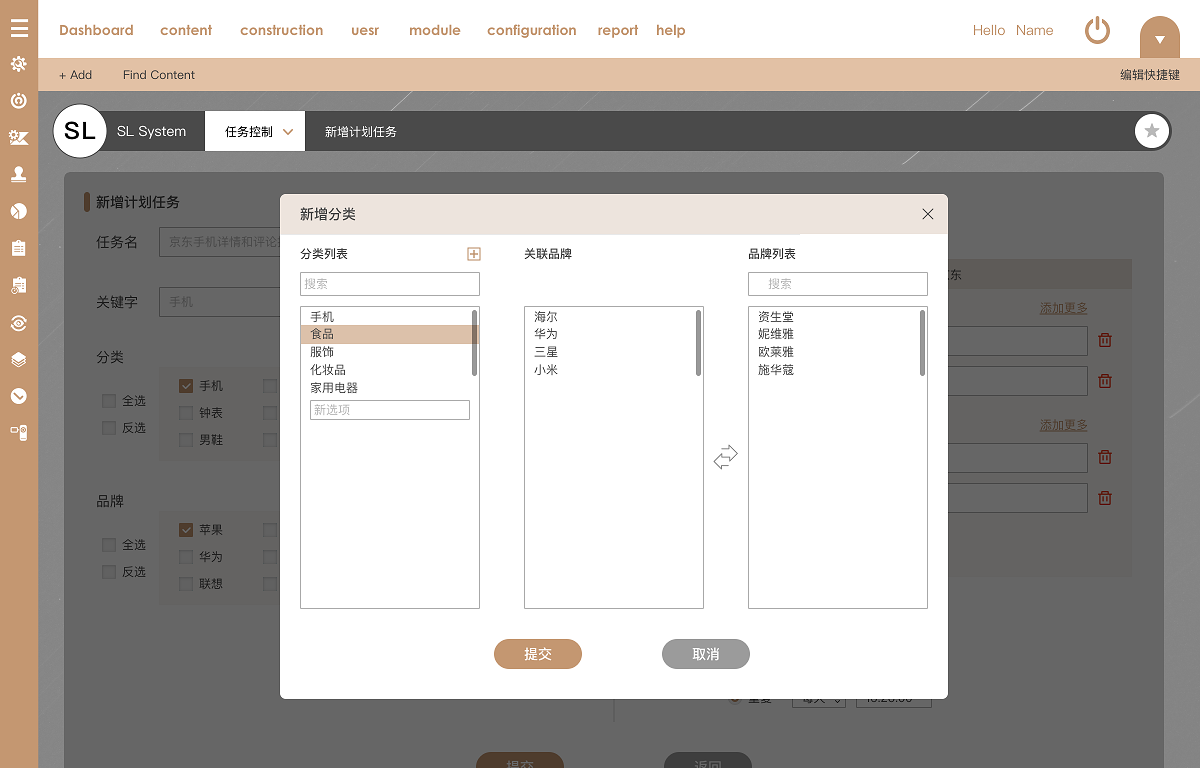 Dashboard content construction uesr module configuration report help Hello Name
+ Add Find Content 编辑快捷键
SL SL System 任务控制 新增计划任务
新增计划任务
任务名 京东手机详情和评论
关键字 手机
分类
全选
反选
手机
钟表
男鞋
品牌
全选
反选
苹果
华为
联想
新增分类
分类列表
搜索
手机
食品
服饰
化妆品
家用电器
新选项
关联品牌
海尔
华为
三星
小米
品牌列表
搜索
资生堂
妮维雅
欧莱雅
施华蔻
提交 取消
东
添加更多
添加更多
重复 每天
提交 返回